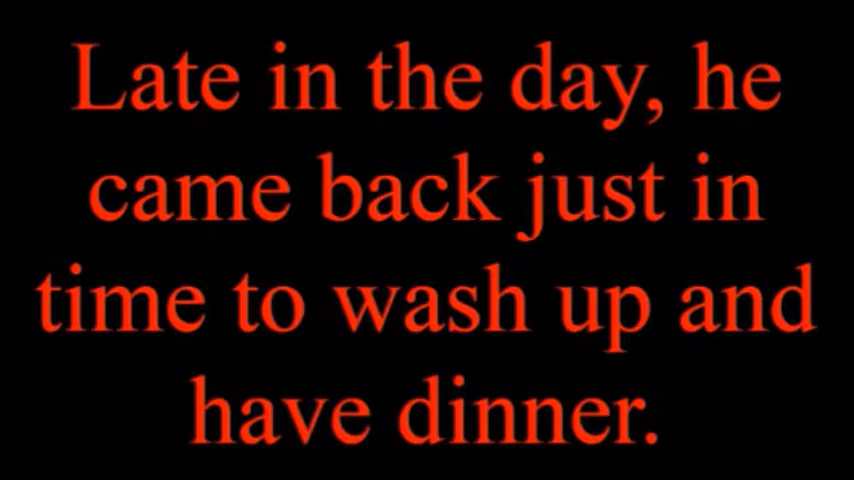 Late in the day, he
came back just in
time to wash up and
have dinner.